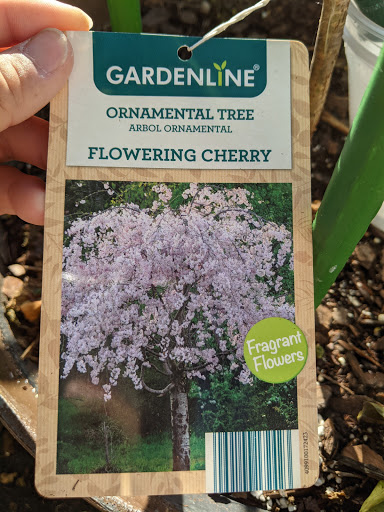 GARDENLINE®
ORNAMENTAL TREE
ARBOL ORNAMENTAL
FLOWERING CHERRY
Fragrant
Flowers